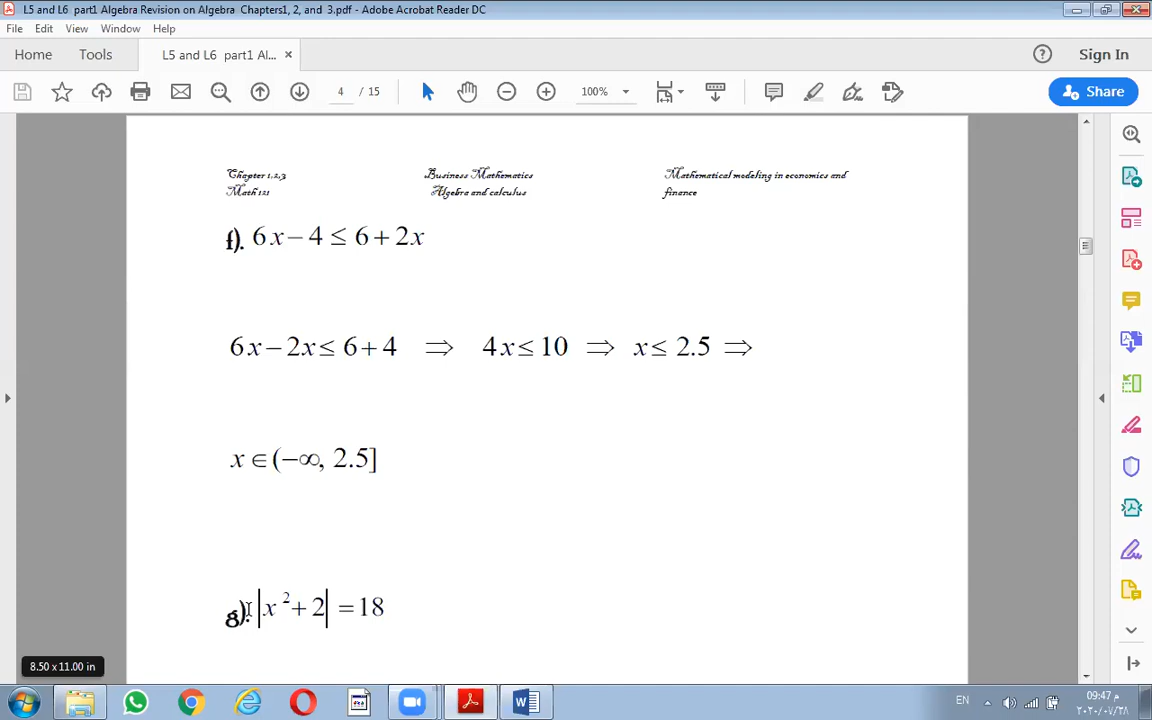 L5 and L6  part1 Algebra Revision on Algebra  Chapters1, 2, and  3.pdf - Adobe Acrobat Reader DC
File Edit View Window Help
Home Tools L5 and L6  part1 Al... × Sign In
4 / 15 100% Share
Chapter 1,2,3 Business Mathematics Mathematical modeling in economics and
Math 121 Algebra and calculus finance
f). 6x − 4 ≤ 6 + 2x
6x − 2x ≤ 6 + 4 ⇒ 4x ≤ 10 ⇒ x ≤ 2.5 ⇒
x ∈ (−∞, 2.5]
g). |x² + 2| = 18
8.50 x 11.00 in
EN 09:47 م
٢٠٢٠/٠٧/٢٨